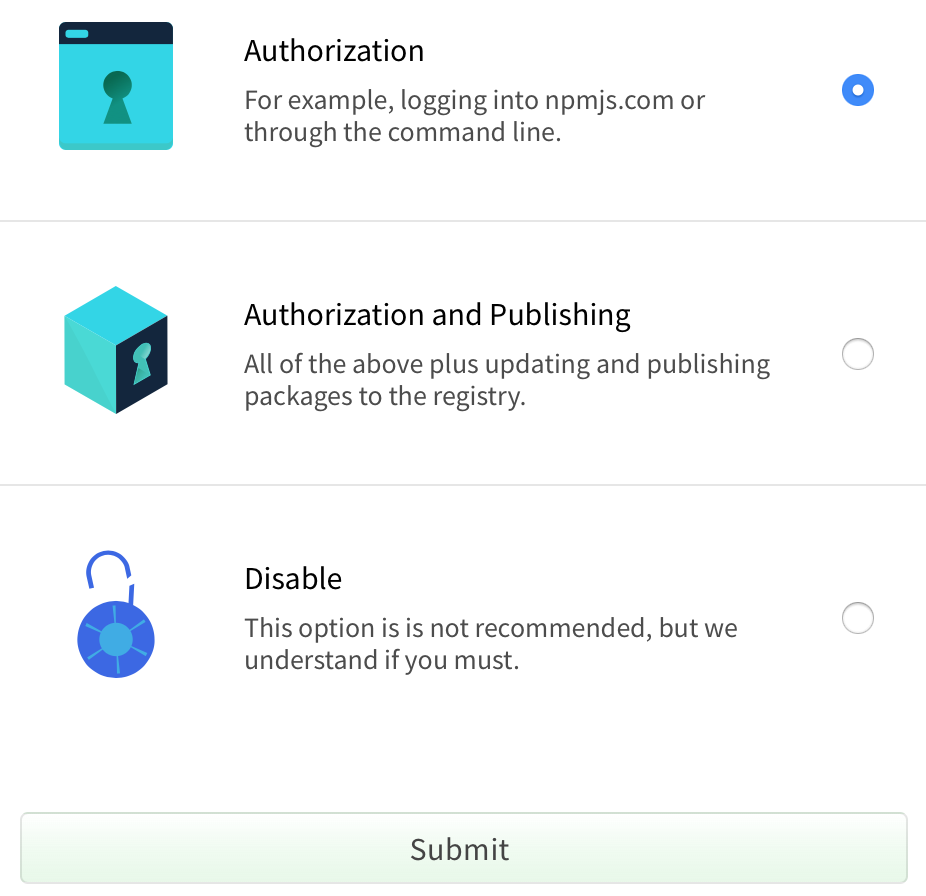 Authorization
For example, logging into npmjs.com or
through the command line.
Authorization and Publishing
All of the above plus updating and publishing
packages to the registry.
Disable
This option is is not recommended, but we
understand if you must.
Submit